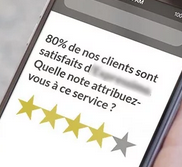 80% de nos clients sont
satisfaits d
Quelle note attribuez-
vous à ce service ?